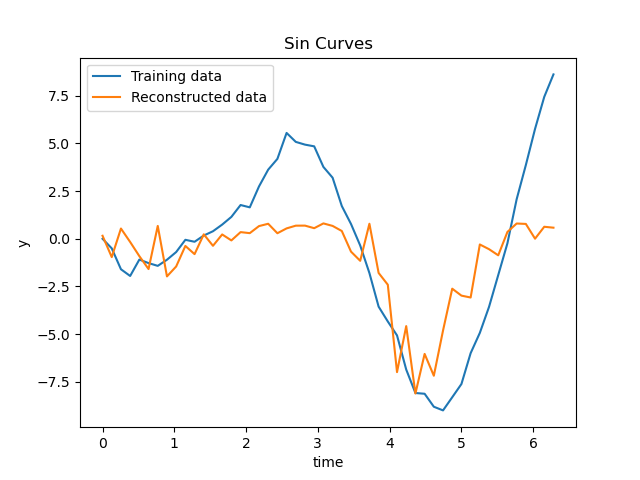 Sin Curves
Training data
Reconstructed data
7.5
5.0
2.5
0.0
−2.5
−5.0
−7.5
y
0 1 2 3 4 5 6
time